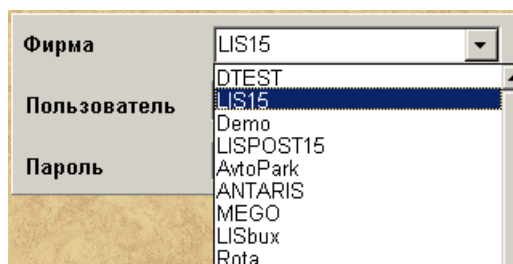 Фирма LIS15
DTEST
LIS15
Пользователь
Demo
LISPOST15
Пароль
AvtoPark
ANTARIS
MEGO
LISbux
Rota